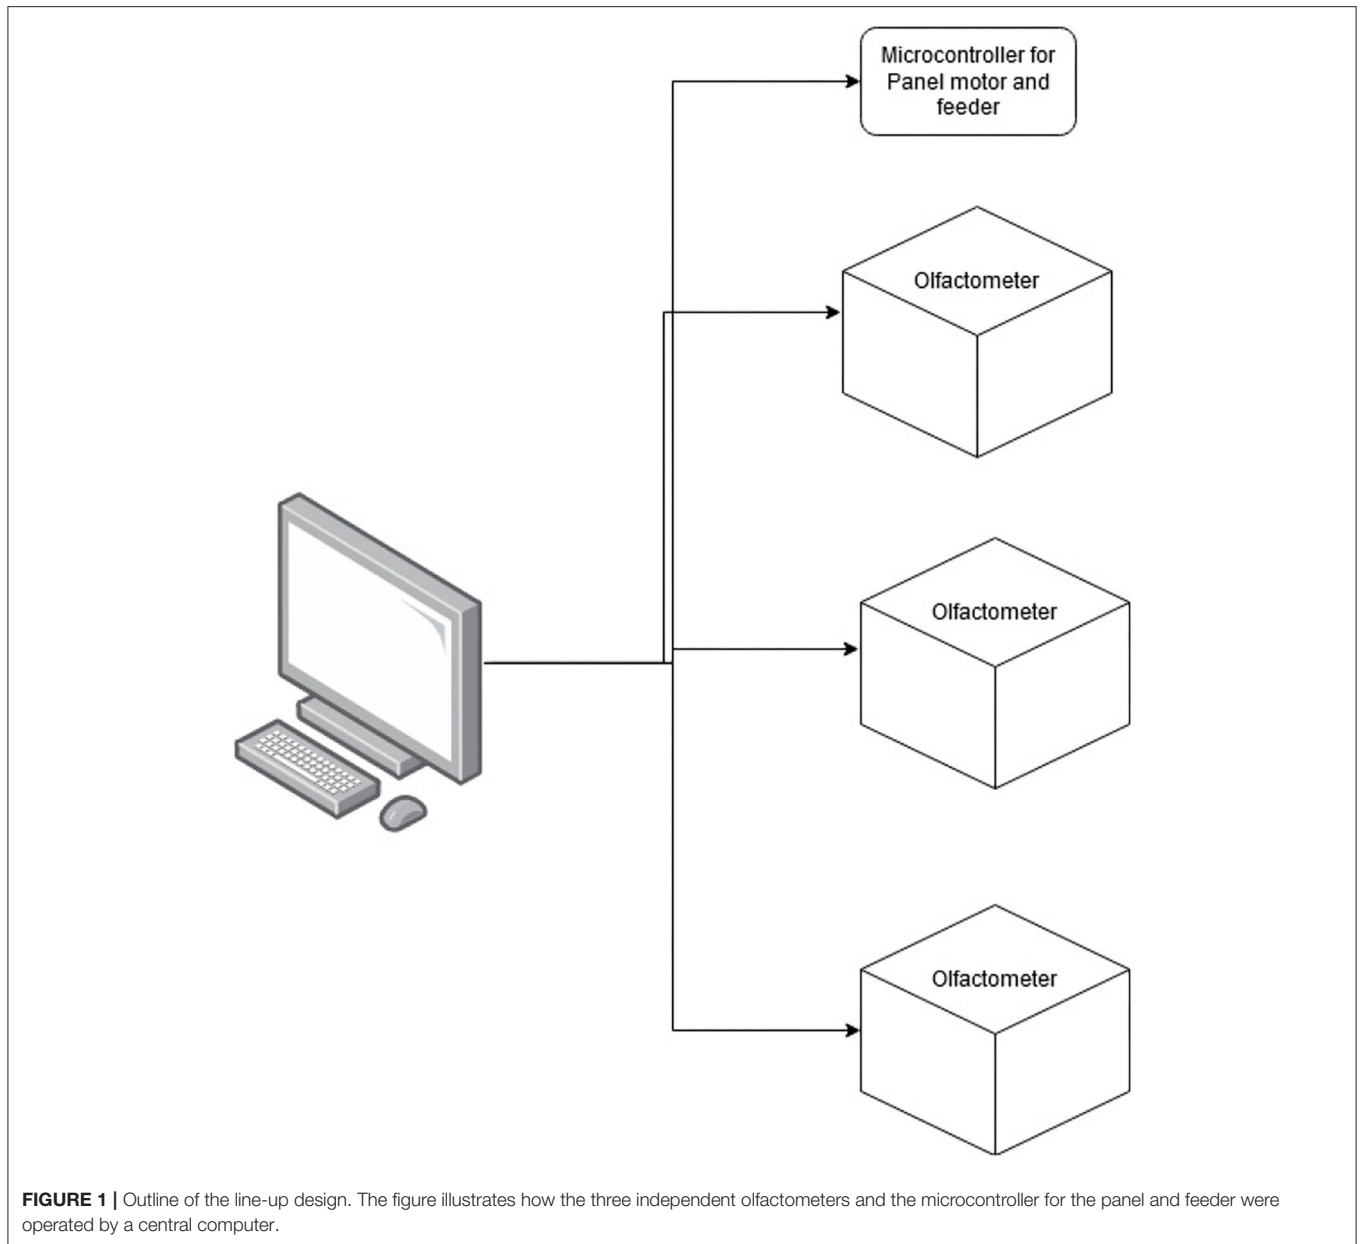 Microcontroller for
Panel motor and
feeder
Olfactometer
Olfactometer
Olfactometer
FIGURE 1 | Outline of the line-up design. The figure illustrates how the three independent olfactometers and the microcontroller for the panel and feeder were
operated by a central computer.